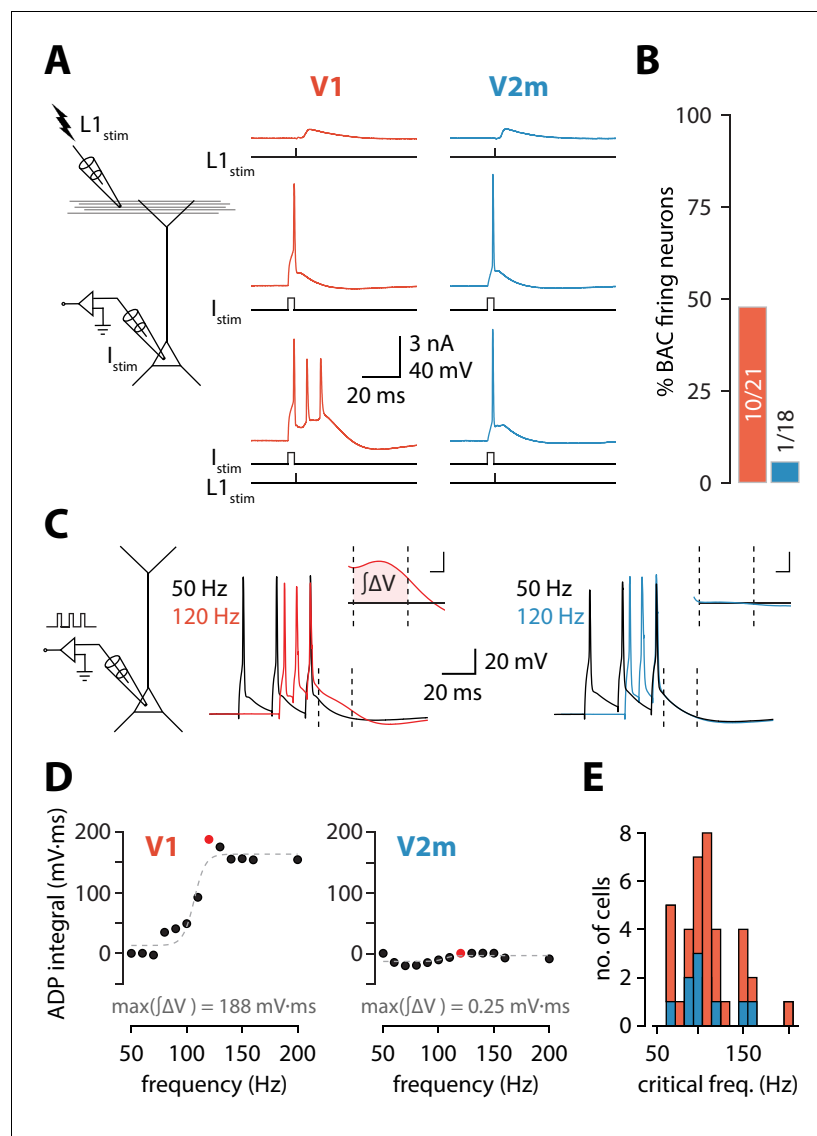 A
B
V1
V2m
L1stim
L1stim
L1stim
Istim
Istim
Istim
3 nA
40 mV
20 ms
Istim
Istim
L1stim
L1stim
% BAC firing neurons
100
75
50
25
0
10/21
1/18
C
50 Hz
120 Hz
∫ΔV
20 mV
20 ms
50 Hz
120 Hz
D
E
ADP integral (mV·ms)
200
100
0
V1
max(∫ΔV ) = 188 mV·ms
50 100 150 200
frequency (Hz)
200
100
0
V2m
max(∫ΔV ) = 0.25 mV·ms
50 100 150 200
frequency (Hz)
no. of cells
8
6
4
2
0
50 150
critical freq. (Hz)